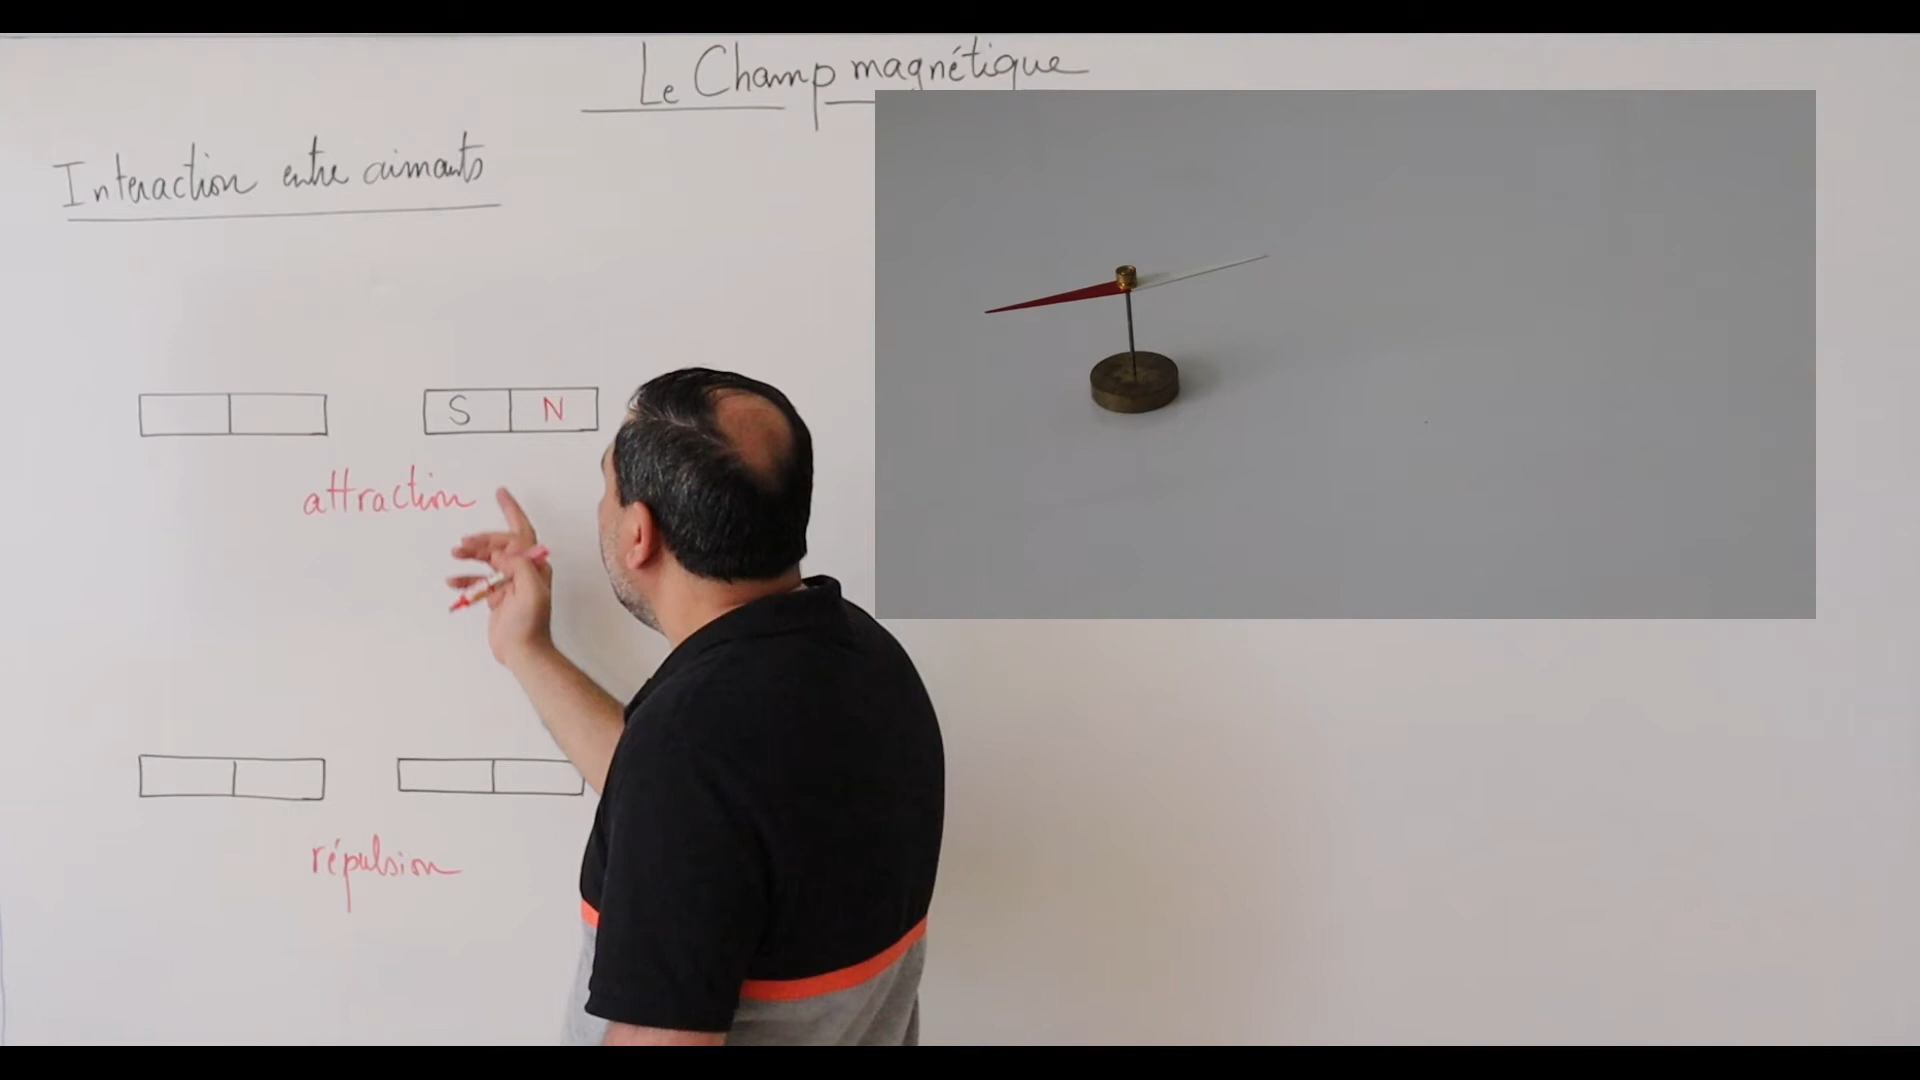 Le Champ magnétique
Interaction entre aimants
S N
attraction
répulsion